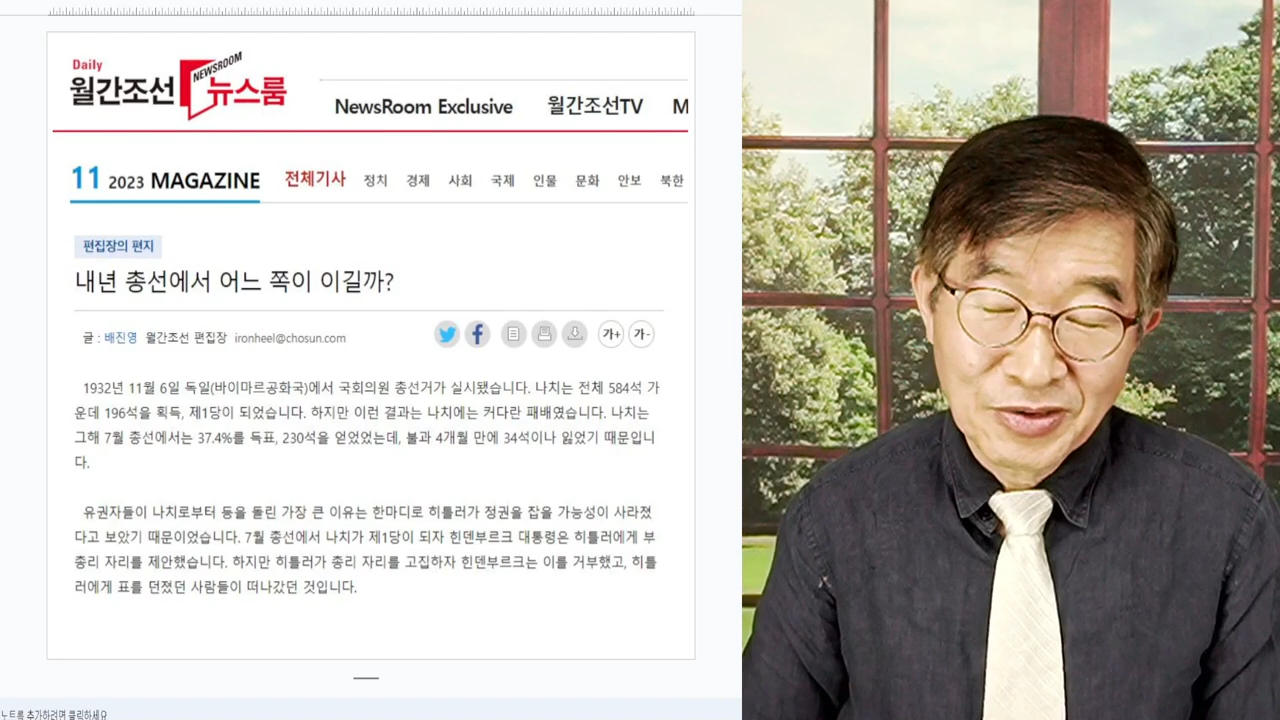 Daily
월간조선 NEWSROOM 뉴스룸
NewsRoom Exclusive 월간조선TV M
11 2023 MAGAZINE 전체기사 정치 경제 사회 국제 인물 문화 안보 북한
편집장의 편지
내년 총선에서 어느 쪽이 이길까?
글 : 배진영 월간조선 편집장 ironheel@chosun.com
가+ 가-
1932년 11월 6일 독일(바이마르공화국)에서 국회의원 총선거가 실시됐습니다. 나치는 전체 584석 가
운데 196석을 획득, 제1당이 되었습니다. 하지만 이런 결과는 나치에는 커다란 패배였습니다. 나치는
그해 7월 총선에서는 37.4%를 득표, 230석을 얻었었는데, 불과 4개월 만에 34석이나 잃었기 때문입니
다.
유권자들이 나치로부터 등을 돌린 가장 큰 이유는 한마디로 히틀러가 정권을 잡을 가능성이 사라졌
다고 보았기 때문이었습니다. 7월 총선에서 나치가 제1당이 되자 힌덴부르크 대통령은 히틀러에게 부
총리 자리를 제안했습니다. 하지만 히틀러가 총리 자리를 고집하자 힌덴부르크는 이를 거부했고, 히틀
러에게 표를 던졌던 사람들이 떠나갔던 것입니다.
노트를 추가하려면 클릭하세요